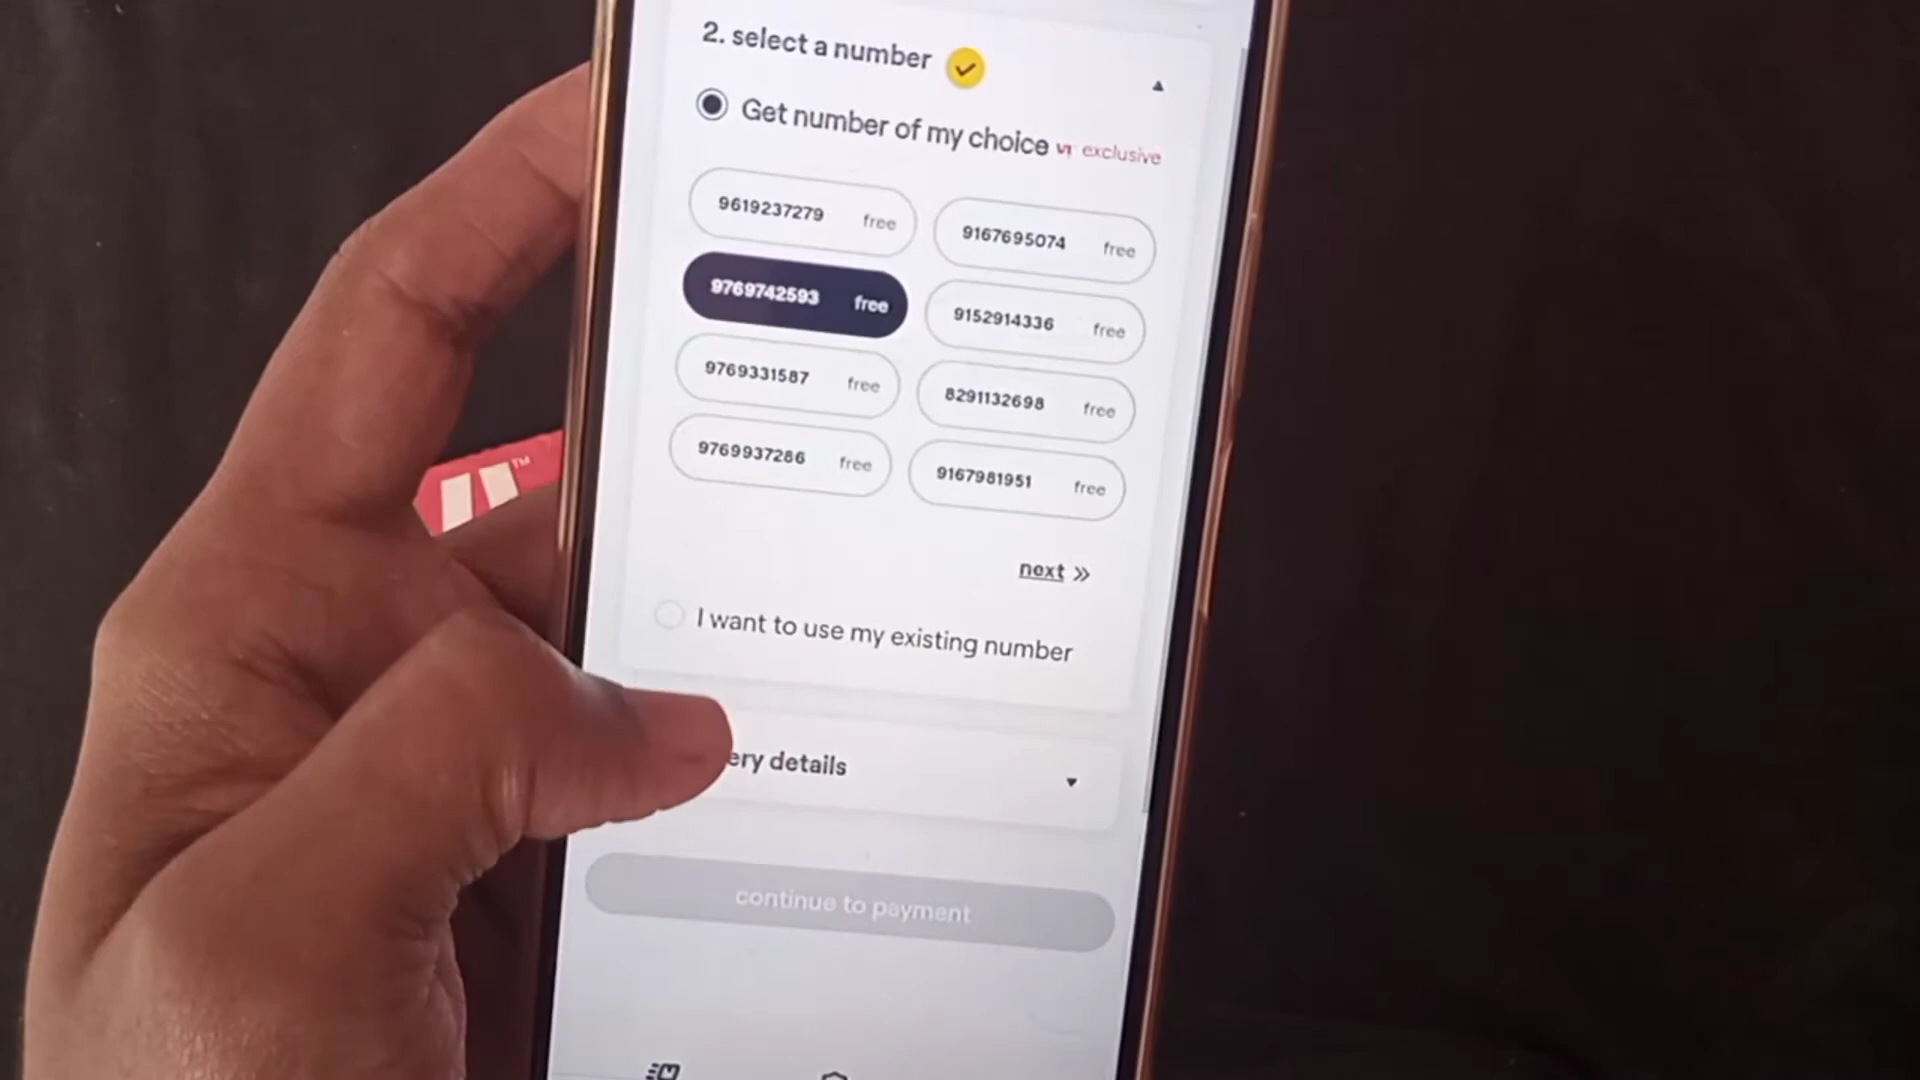 2. select a number
Get number of my choice VI exclusive
9619237279 free
9167695074 free
9769742593 free
9152914336 free
9769331587 free
8291132698 free
9769937286 free
9167981951 free
next »
I want to use my existing number
ery details
continue to payment
TM